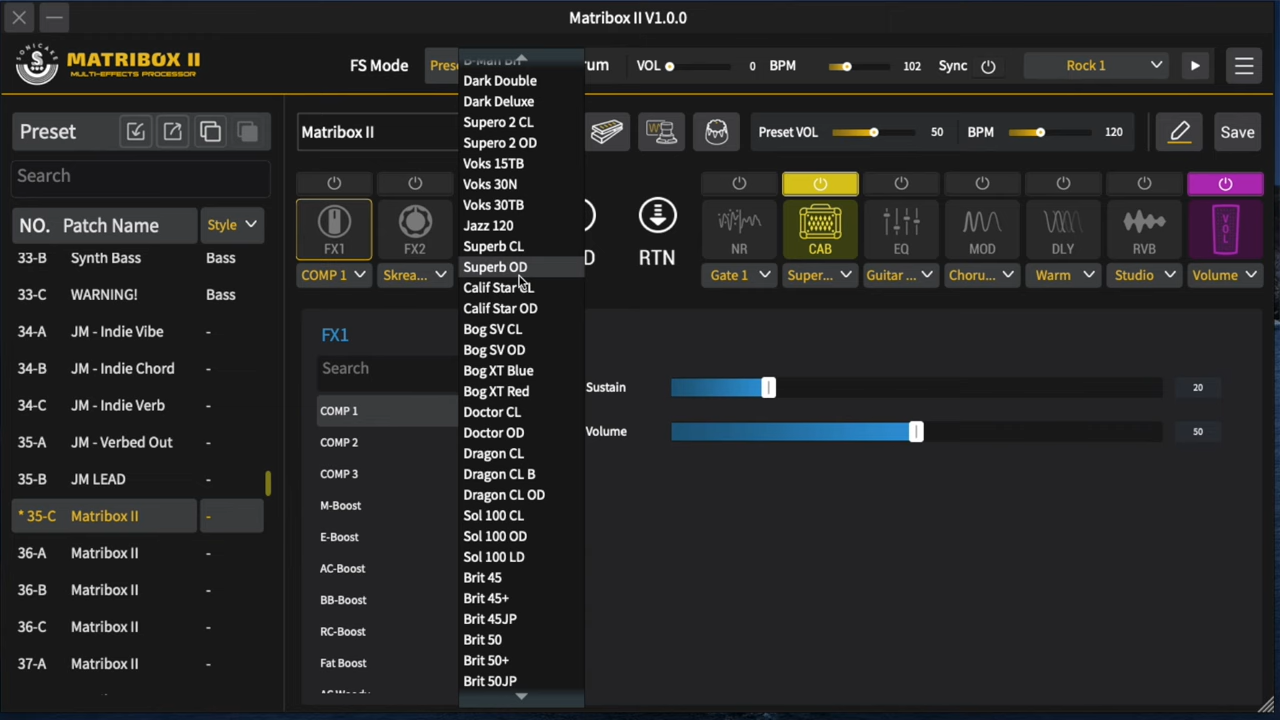 Matribox II V1.0.0
SONICAKE
MATRIBOX II
MULTI-EFFECTS PROCESSOR
FS Mode
Prese
rum
VOL
0
BPM
102
Sync
Rock 1
Preset
Matribox II
Preset VOL
50
BPM
120
Save
Search
NO.
Patch Name
Style
33-B Synth Bass Bass
33-C WARNING! Bass
34-A JM - Indie Vibe -
34-B JM - Indie Chord -
34-C JM - Indie Verb -
35-A JM - Verbed Out -
35-B JM LEAD -
* 35-C Matribox II -
36-A Matribox II -
36-B Matribox II -
36-C Matribox II -
37-A Matribox II -
FX1
FX2
D
RTN
NR
CAB
EQ
MOD
DLY
RVB
VOL
COMP 1
Skrea...
Gate 1
Super...
Guitar ...
Choru...
Warm
Studio
Volume
FX1
Search
COMP 1
COMP 2
COMP 3
M-Boost
E-Boost
AC-Boost
BB-Boost
RC-Boost
Fat Boost
Dark Double
Dark Deluxe
Supero 2 CL
Supero 2 OD
Voks 15TB
Voks 30N
Voks 30TB
Jazz 120
Superb CL
Superb OD
Calif Star CL
Calif Star OD
Bog SV CL
Bog SV OD
Bog XT Blue
Bog XT Red
Doctor CL
Doctor OD
Dragon CL
Dragon CL B
Dragon CL OD
Sol 100 CL
Sol 100 OD
Sol 100 LD
Brit 45
Brit 45+
Brit 45JP
Brit 50
Brit 50+
Brit 50JP
Sustain
20
Volume
50